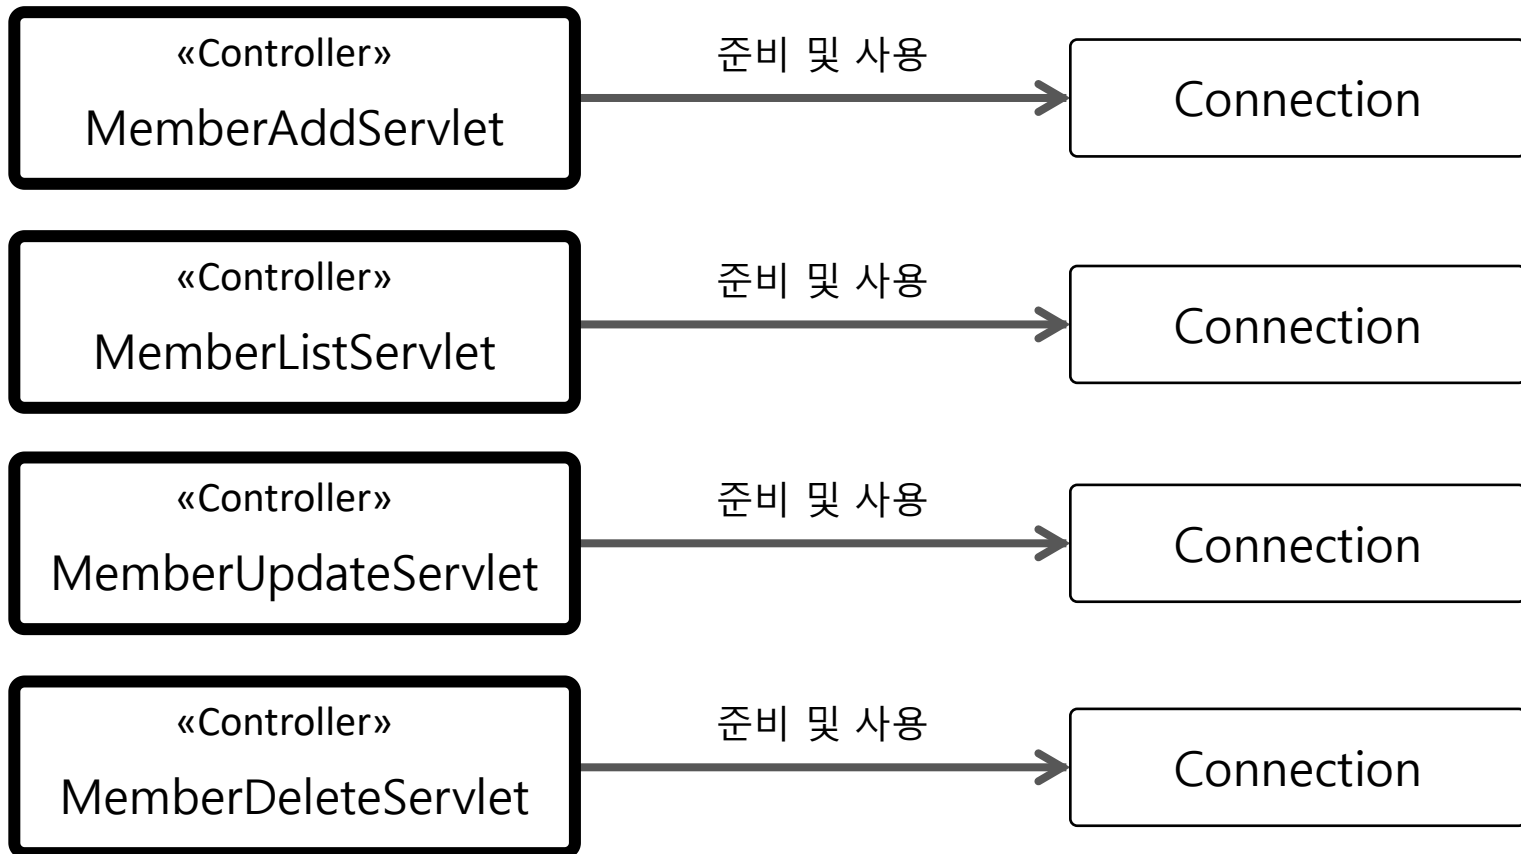 «Controller»
MemberAddServlet
준비 및 사용
Connection
«Controller»
MemberListServlet
준비 및 사용
Connection
«Controller»
MemberUpdateServlet
준비 및 사용
Connection
«Controller»
MemberDeleteServlet
준비 및 사용
Connection